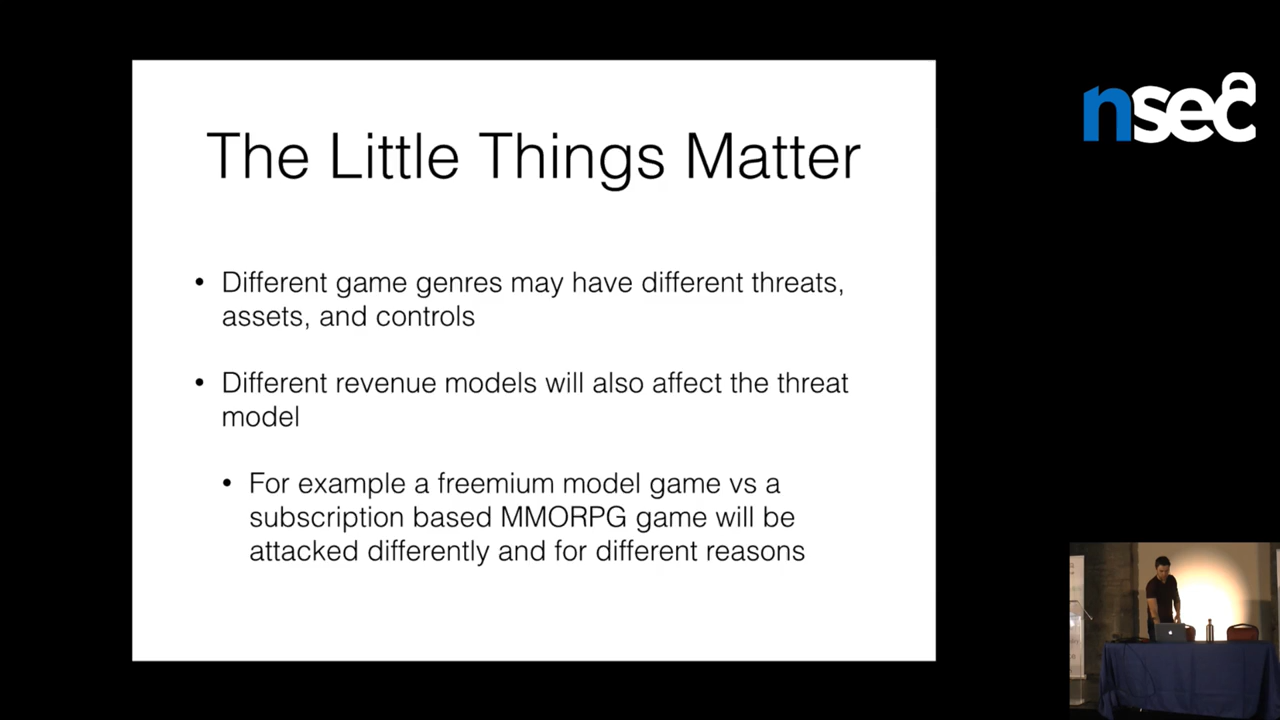 The Little Things Matter
nsec
• Different game genres may have different threats,
assets, and controls
• Different revenue models will also affect the threat
model
• For example a freemium model game vs a
subscription based MMORPG game will be
attacked differently and for different reasons